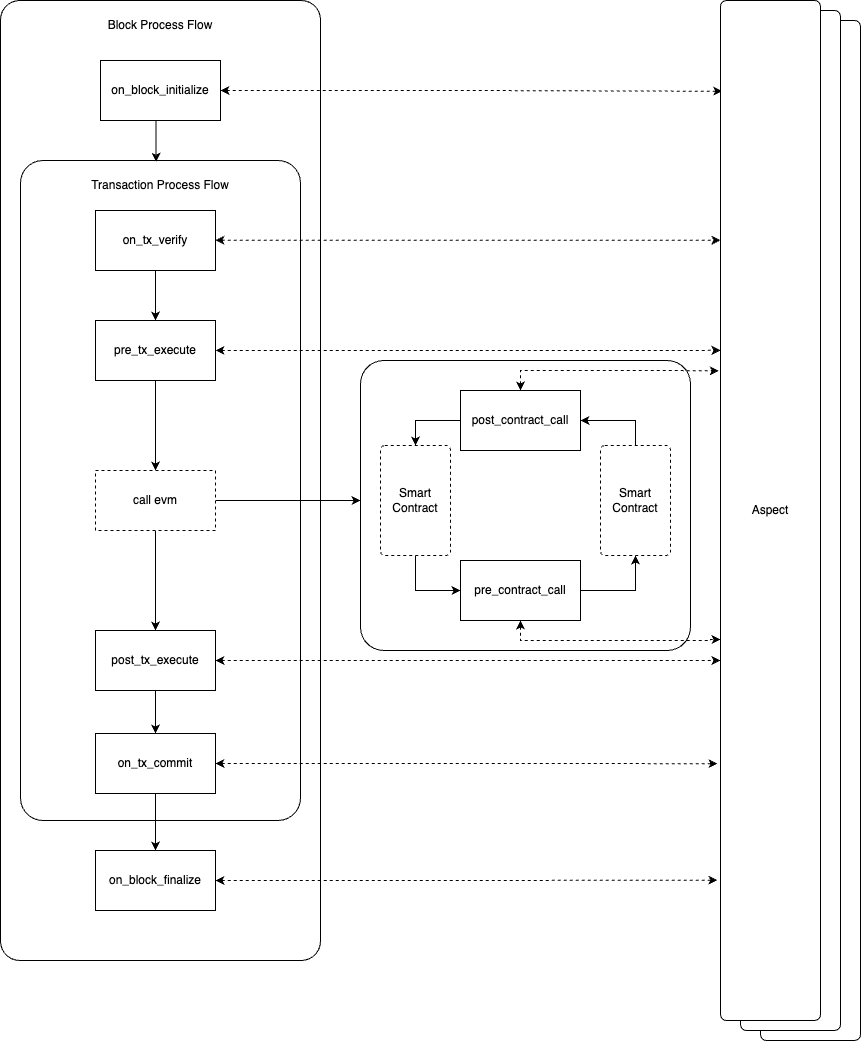 Block Process Flow
on_block_initialize
Transaction Process Flow
on_tx_verify
pre_tx_execute
call evm
post_tx_execute
on_tx_commit
on_block_finalize
post_contract_call
Smart
Contract
Smart
Contract
pre_contract_call
Aspect